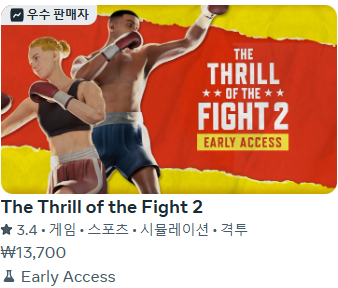 우수 판매자
THE
THRILL
OF THE
FIGHT 2
EARLY ACCESS
The Thrill of the Fight 2
3.4 • 게임 • 스포츠 • 시뮬레이션 • 격투
₩13,700
Early Access